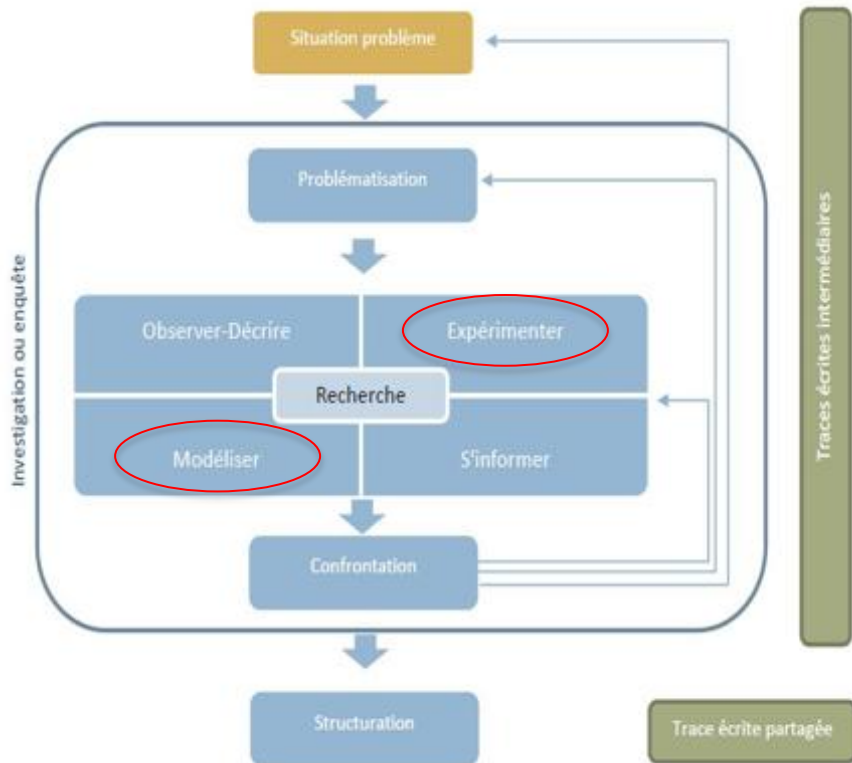 Situation problème
Problématisation
Observer-Décrire
Expérimenter
Recherche
Modéliser
S'informer
Confrontation
Structuration
Investigation ou enquête
Traces écrites intermédiaires
Trace écrite partagée